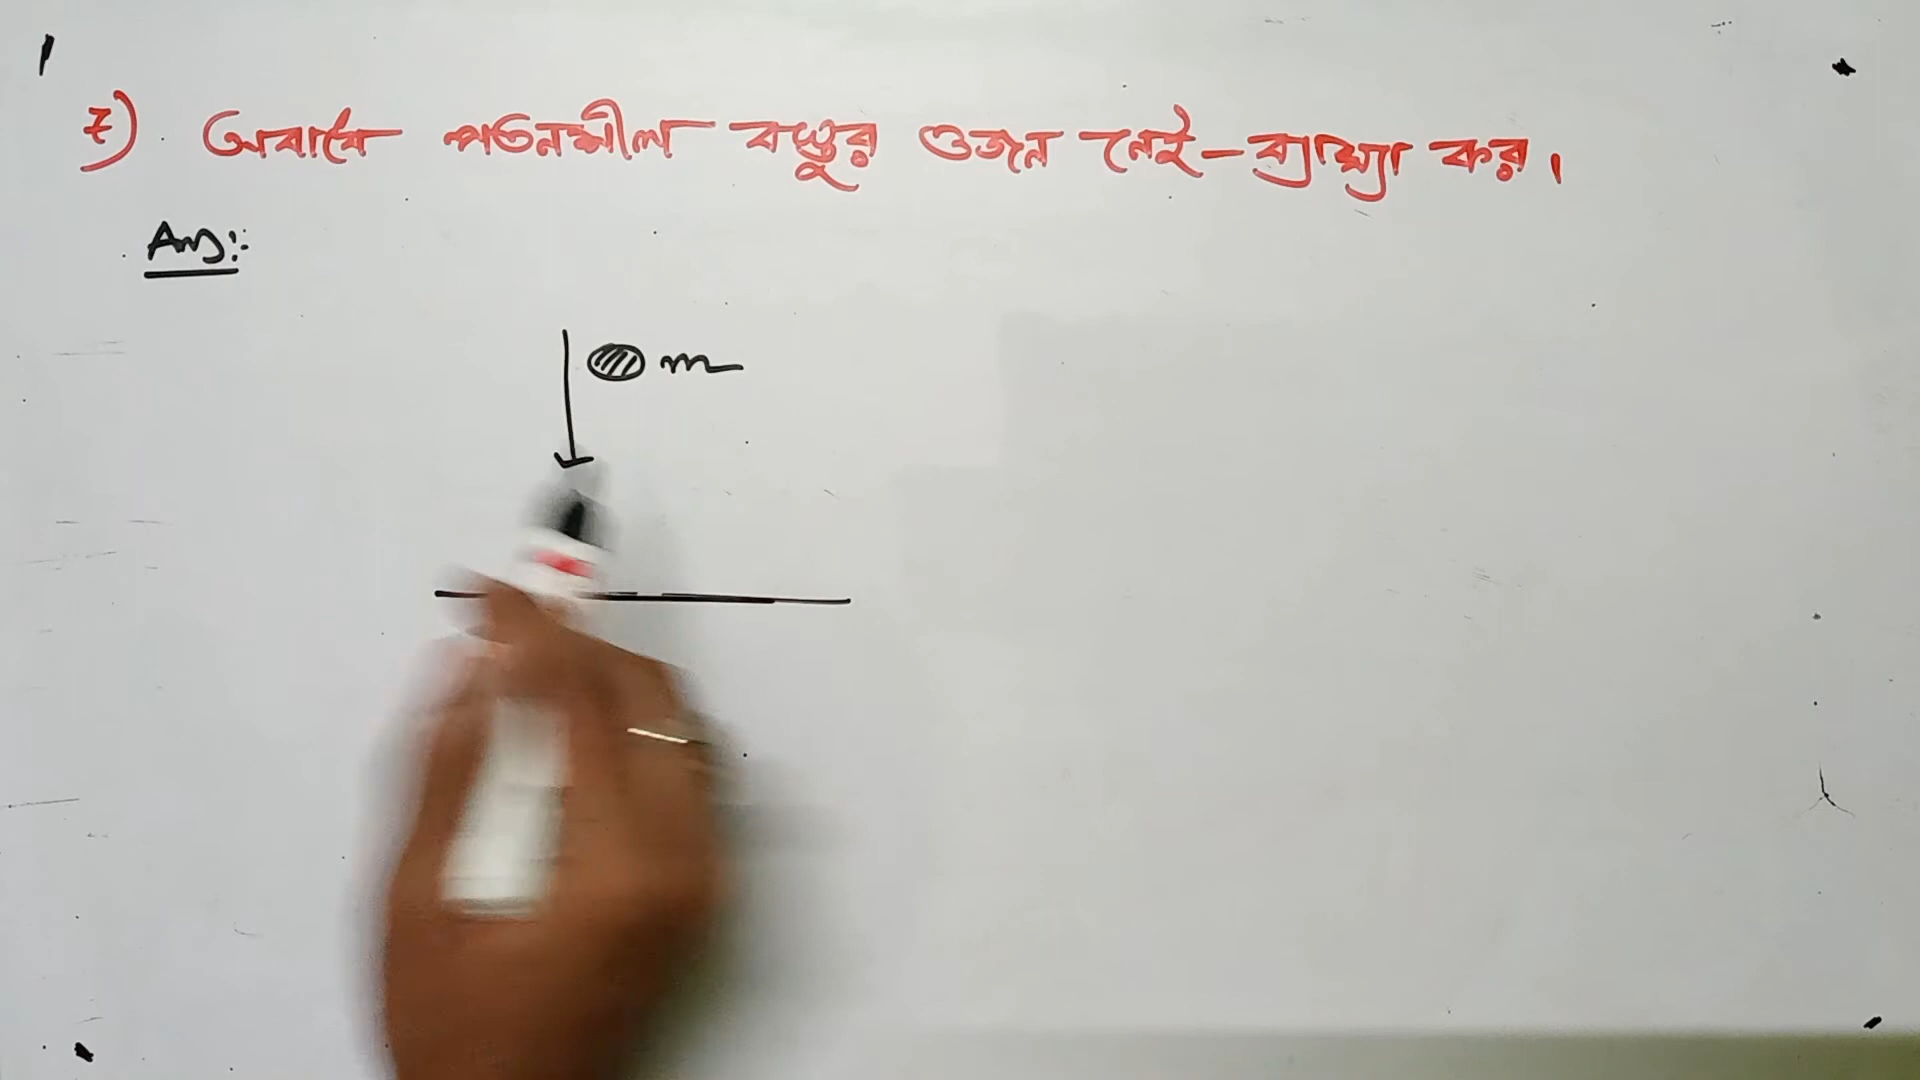 ই) অবাধে পতনশীল বস্তুর ওজন নেই-ব্যাখ্যা কর।
Ans:-
m